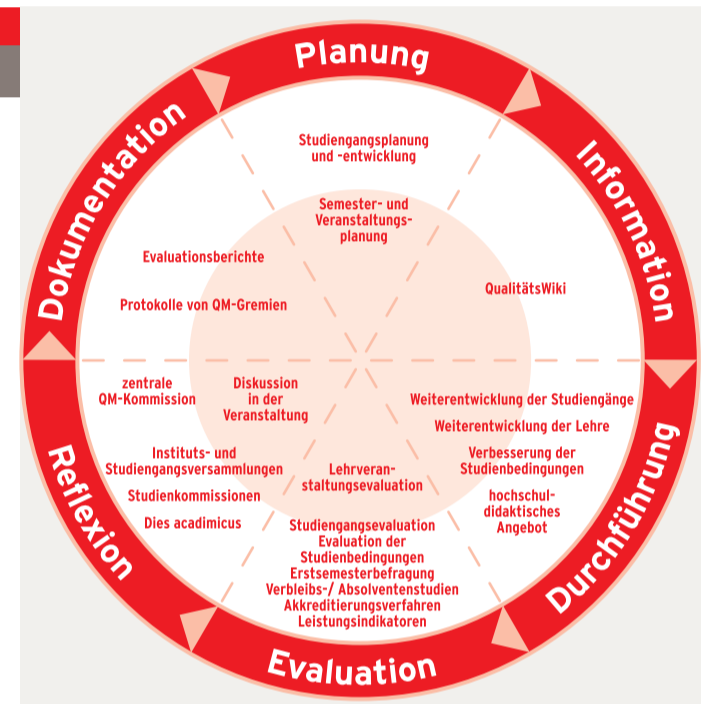 Planung
Studiengangsplanung
und -entwicklung
Semester- und
Veranstaltungs-
planung
Information
QualitätsWiki
Durchführung
Weiterentwicklung der Studiengänge
Weiterentwicklung der Lehre
Verbesserung der
Studienbedingungen
hochschul-
didaktisches
Angebot
Evaluation
Lehrveran-
staltungsevaluation
Studiengangsevaluation
Evaluation der
Studienbedingungen
Erstsemesterbefragung
Verbleibs-/ Absolventenstudien
Akkreditierungsverfahren
Leistungsindikatoren
Reflexion
zentrale
QM-Kommission
Diskussion
in der
Veranstaltung
Instituts- und
Studiengangsversammlungen
Studienkommissionen
Dies acadimicus
Dokumentation
Evaluationsberichte
Protokolle von QM-Gremien